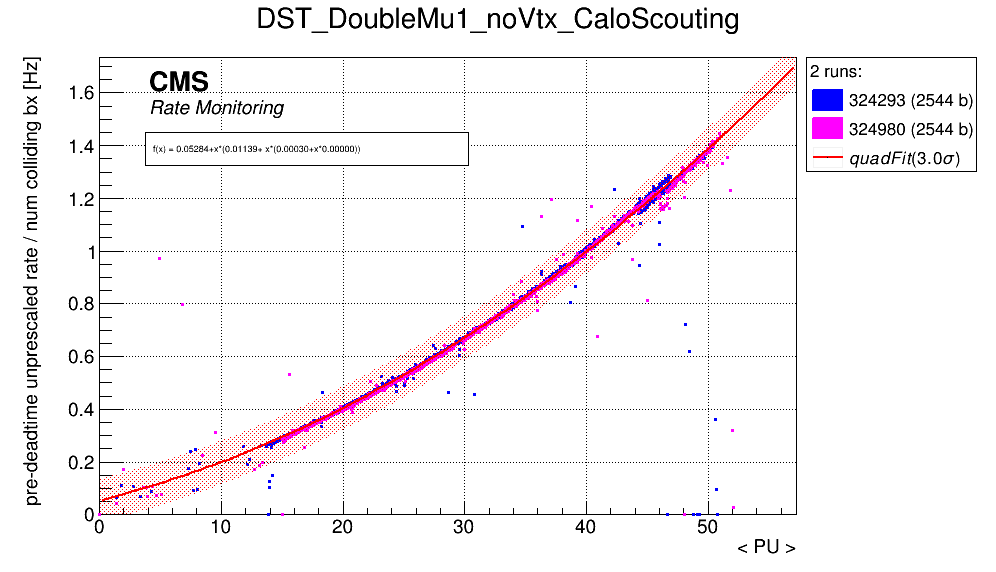 DST_DoubleMu1_noVtx_CaloScouting
pre-deadtime unprescaled rate / num colliding bx [Hz]
CMS
Rate Monitoring
f(x) = 0.05284+x*(0.01139+ x*(0.00030+x*0.00000))
2 runs:
324293 (2544 b)
324980 (2544 b)
quadFit(3.0σ)
1.6
1.4
1.2
1
0.8
0.6
0.4
0.2
0
0 10 20 30 40 50
< PU >